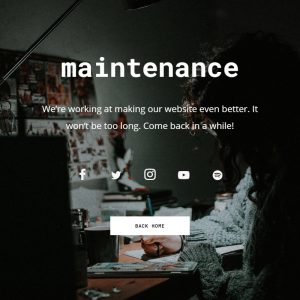 maintenance
We're working at making our website even better. It
won't be too long. Come back in a while!
BACK HOME